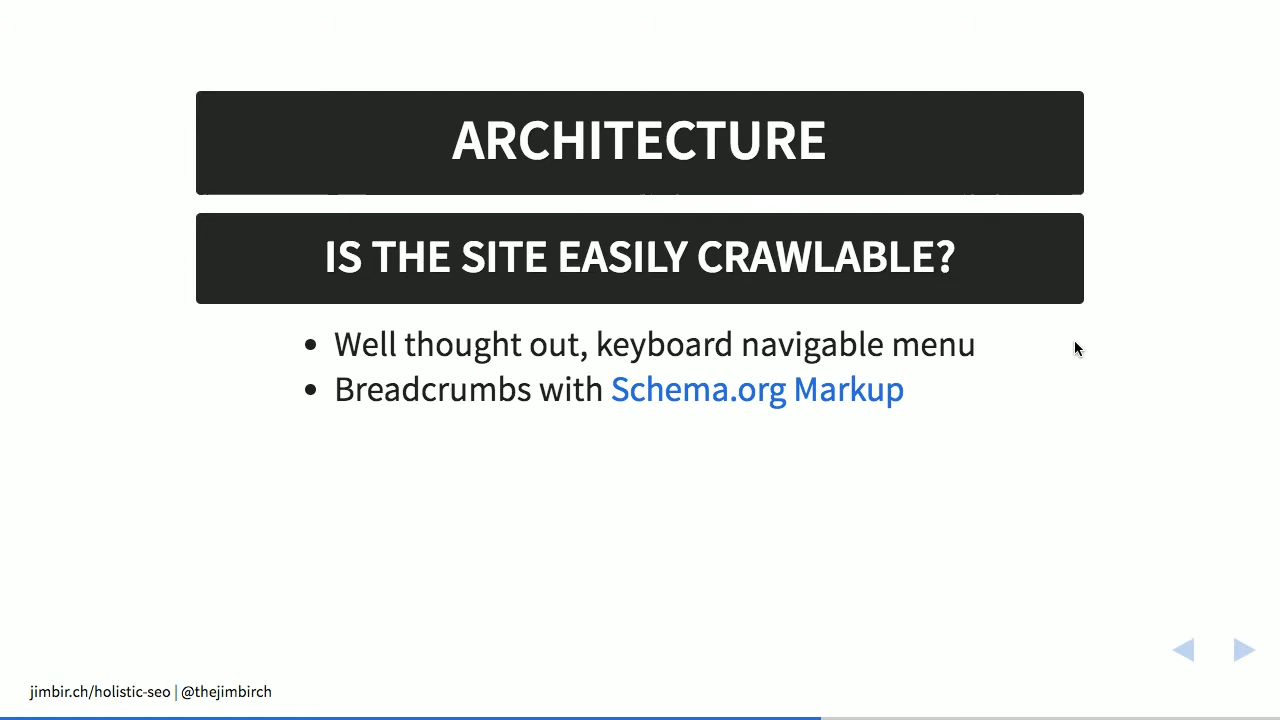 ARCHITECTURE
IS THE SITE EASILY CRAWLABLE?
• Well thought out, keyboard navigable menu
• Breadcrumbs with Schema.org Markup
jimbir.ch/holistic-seo | @thejimbirch